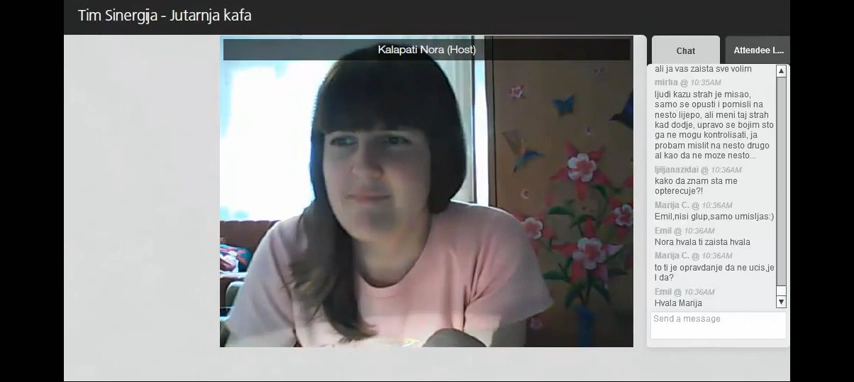 Tim Sinergija - Jutarnja kafa
Kalapati Nora (Host)
Chat
Attendee L...
ali ja vas zaista sve volim
mirha @ 10:35AM
ljudi kazu strah je misao,
samo se opusti i pomisli na
nesto lijepo, ali meni taj strah
kad dodje, upravo se bojim sto
ga ne mogu kontrolisati, ja
probam mislit na nesto drugo
al kao da ne moze nesto...
@ 10:36AM
kako da znam sta me
opterecuje?!
Marija C. @ 10:36AM
Emil,nisi glup,samo umisljas:)
Emil @ 10:36AM
Nora hvala ti zaista hvala
Marija C. @ 10:36AM
to ti je opravdanje da ne ucis,je
l da?
Emil @ 10:36AM
Hvala Marija
Send a message